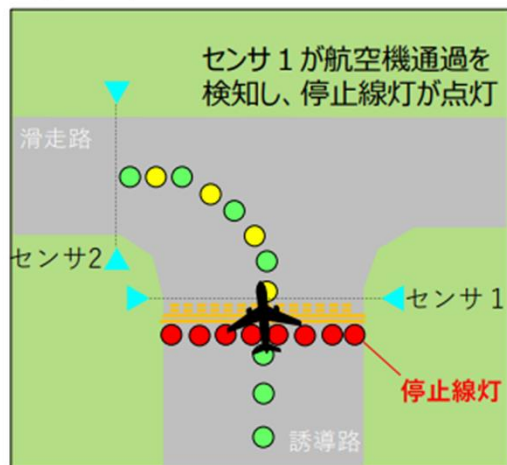 センサ1が航空機通過を
検知し、停止線灯が点灯
滑走路
センサ2
センサ1
停止線灯
誘導路